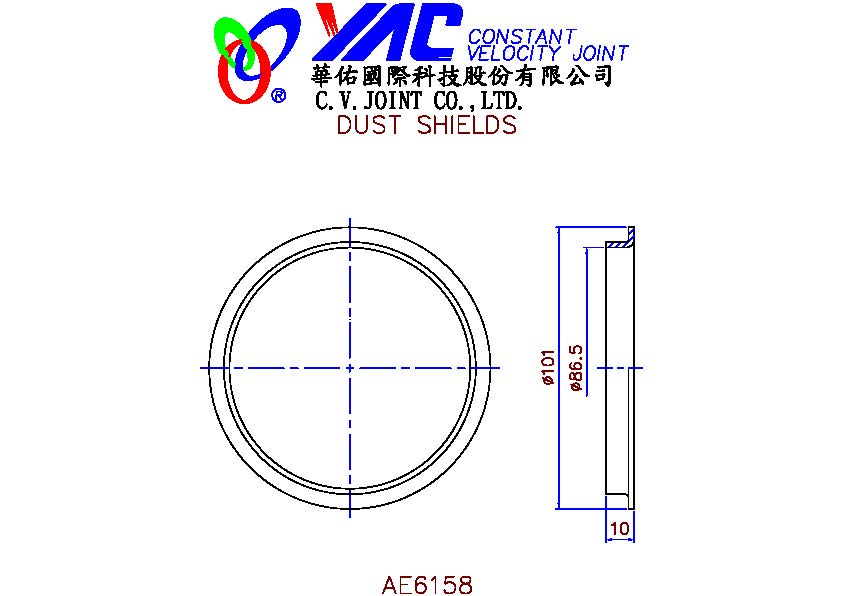 YAC CONSTANT
VELOCITY JOINT
華佑國際科技股份有限公司
®
C.V.JOINT CO.,LTD.
DUST SHIELDS
ø101
ø86.5
10
AE6158